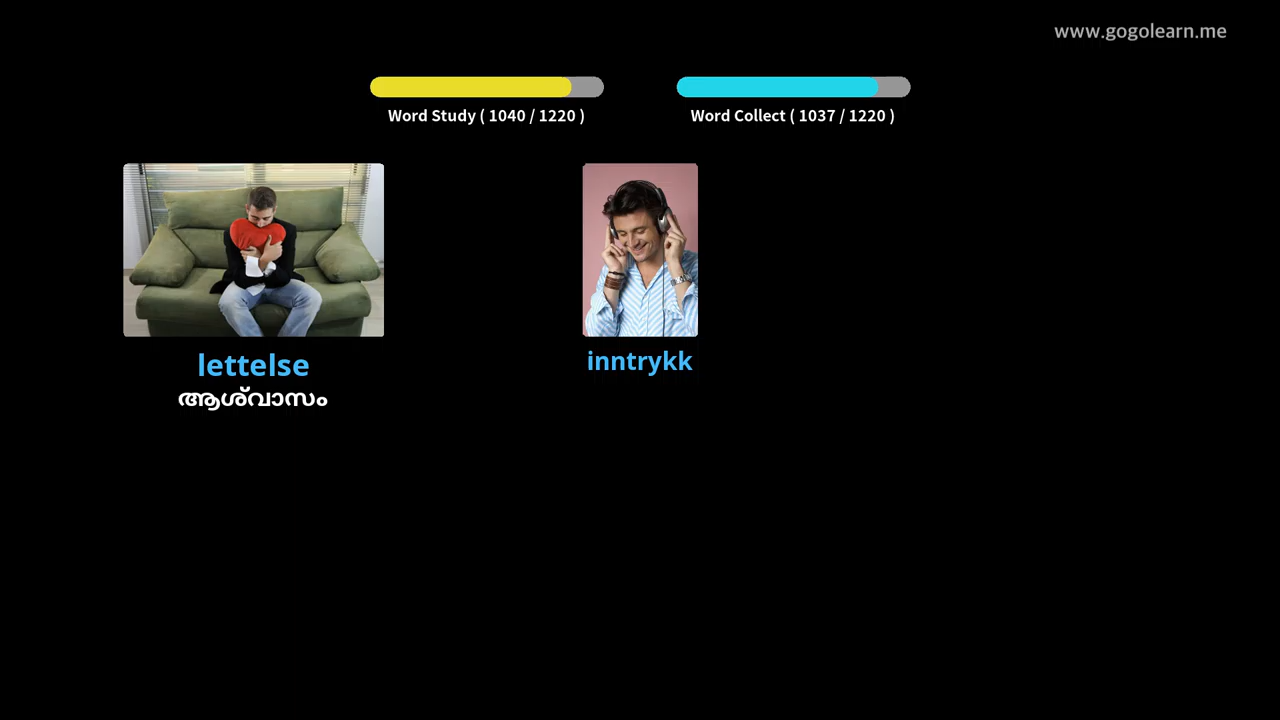 www.gogolearn.me
Word Study ( 1040 / 1220 )
Word Collect ( 1037 / 1220 )
lettelse
ആശ്വാസം
inntrykk